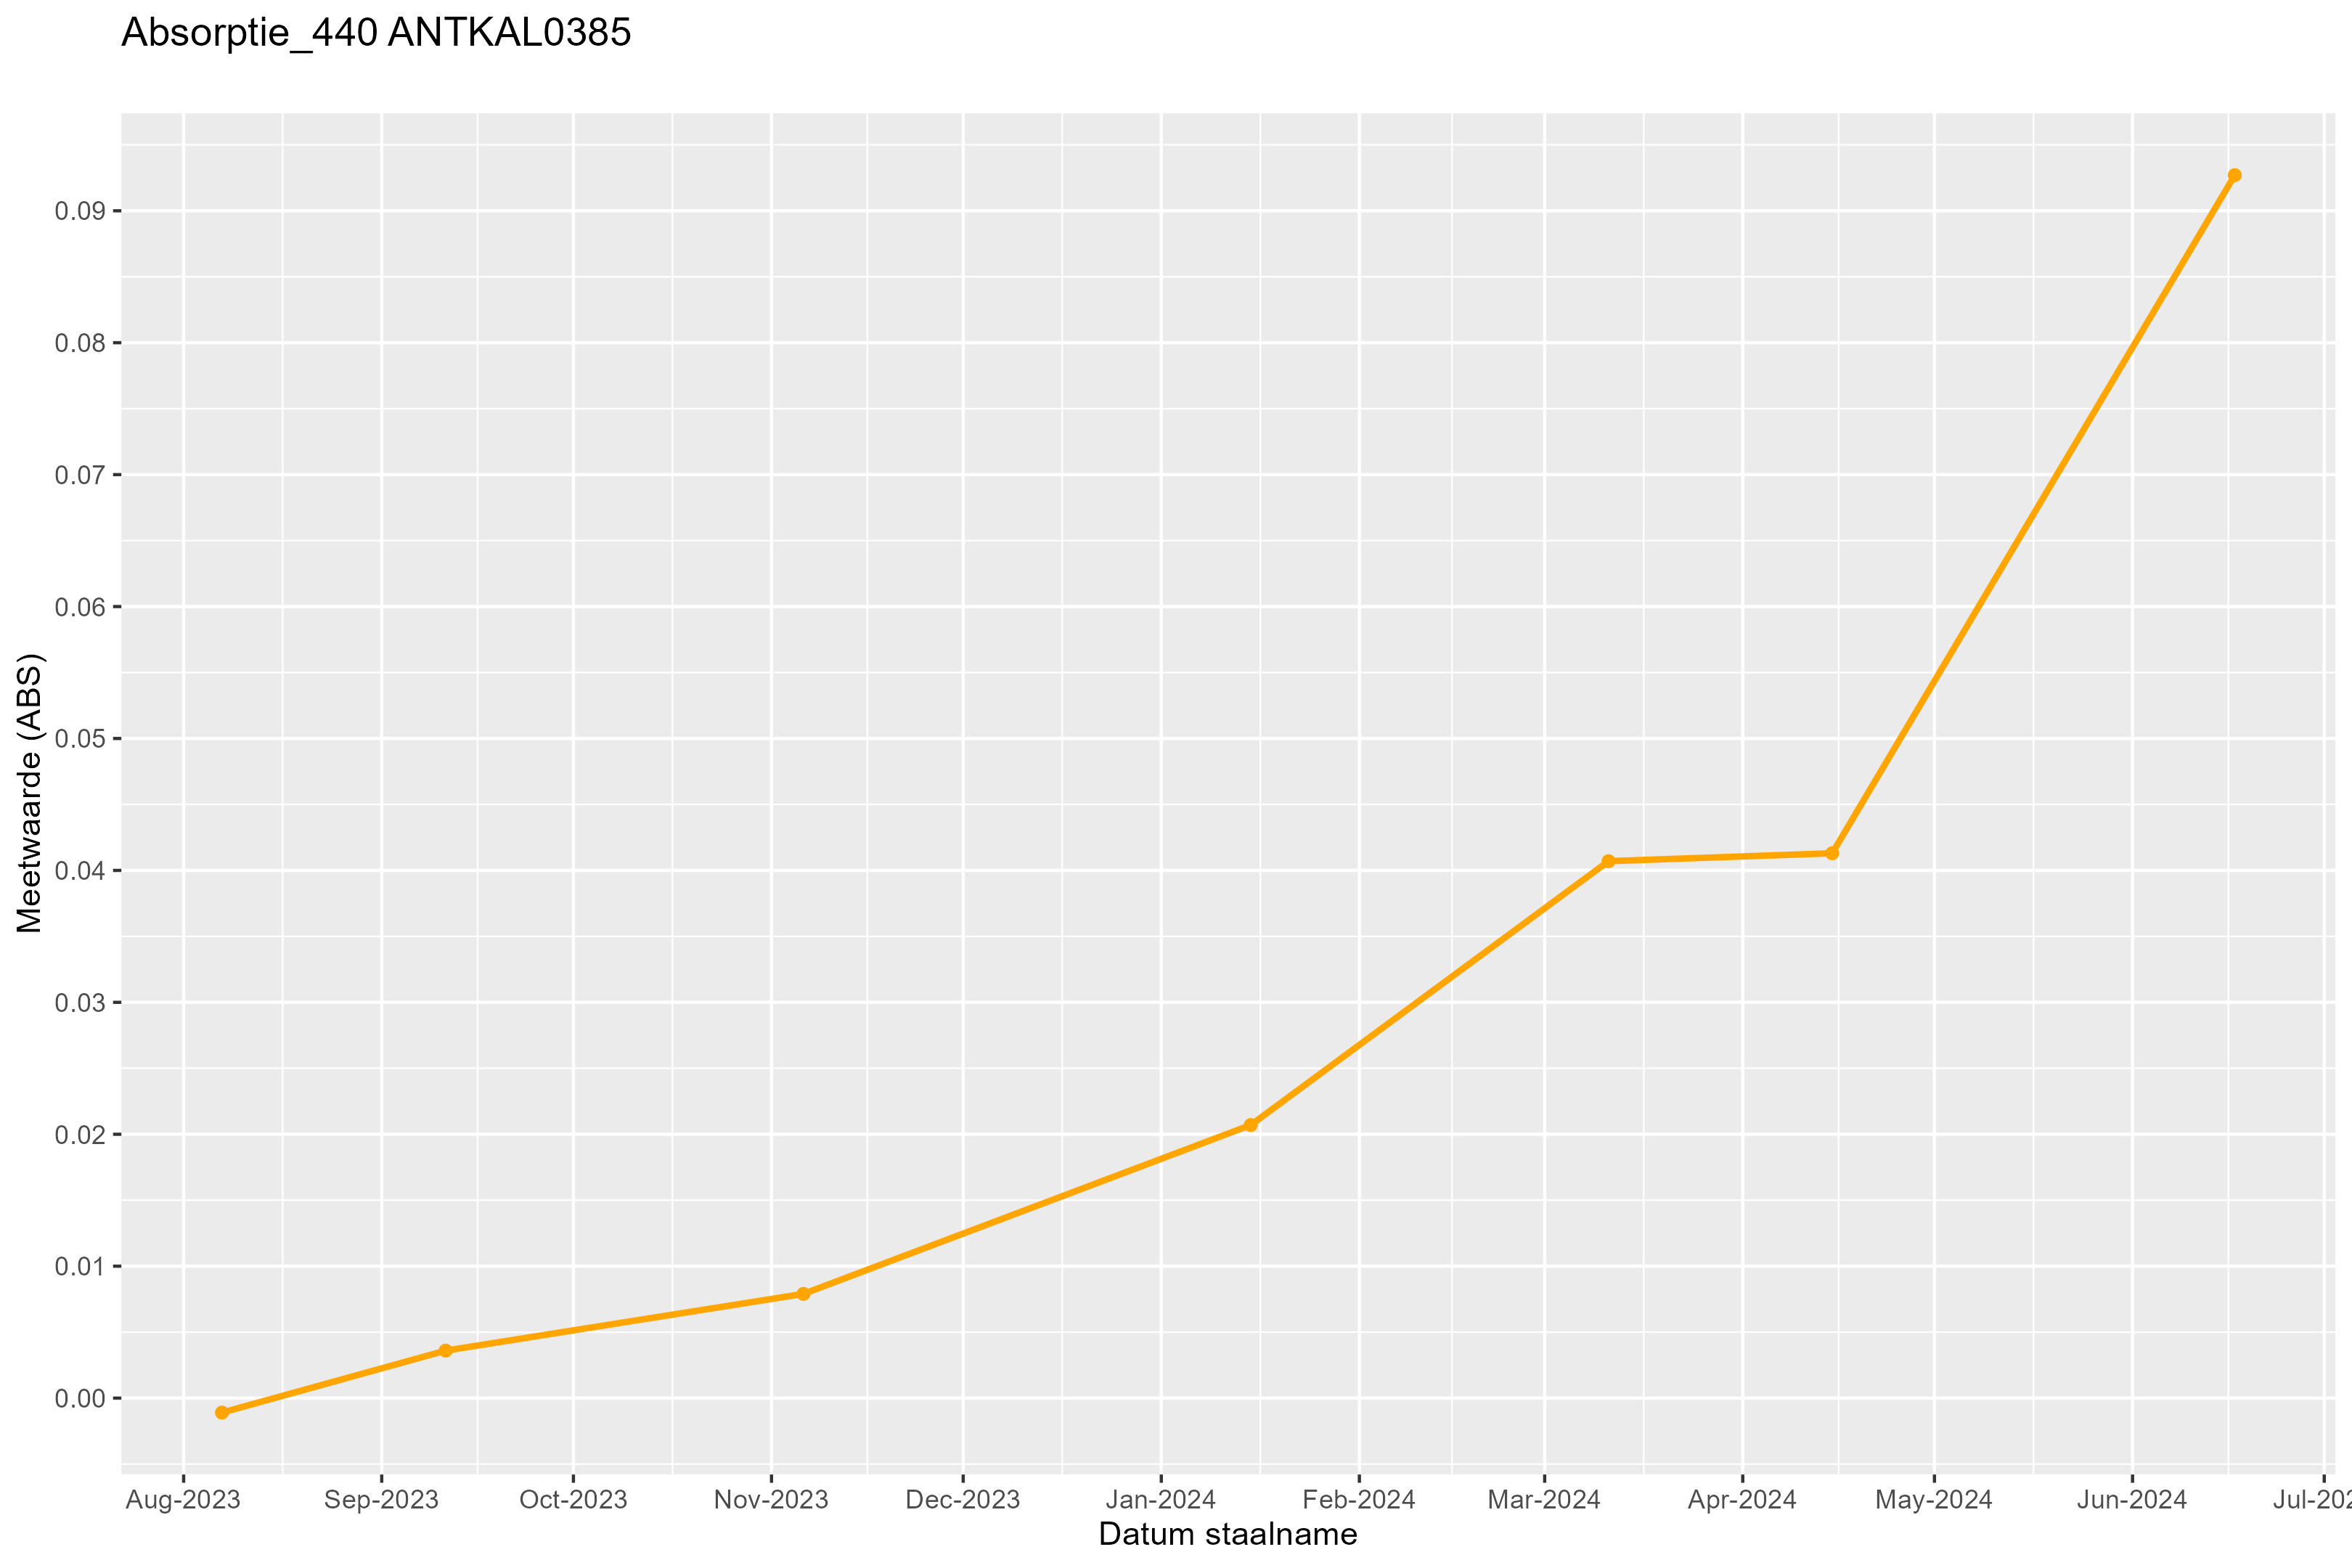 Absorptie_440 ANTKAL0385
Meetwaarde (ABS)
0.09
0.08
0.07
0.06
0.05
0.04
0.03
0.02
0.01
0.00
Aug-2023 Sep-2023 Oct-2023 Nov-2023 Dec-2023 Jan-2024 Feb-2024 Mar-2024 Apr-2024 May-2024 Jun-2024 Jul-202
Datum staalname